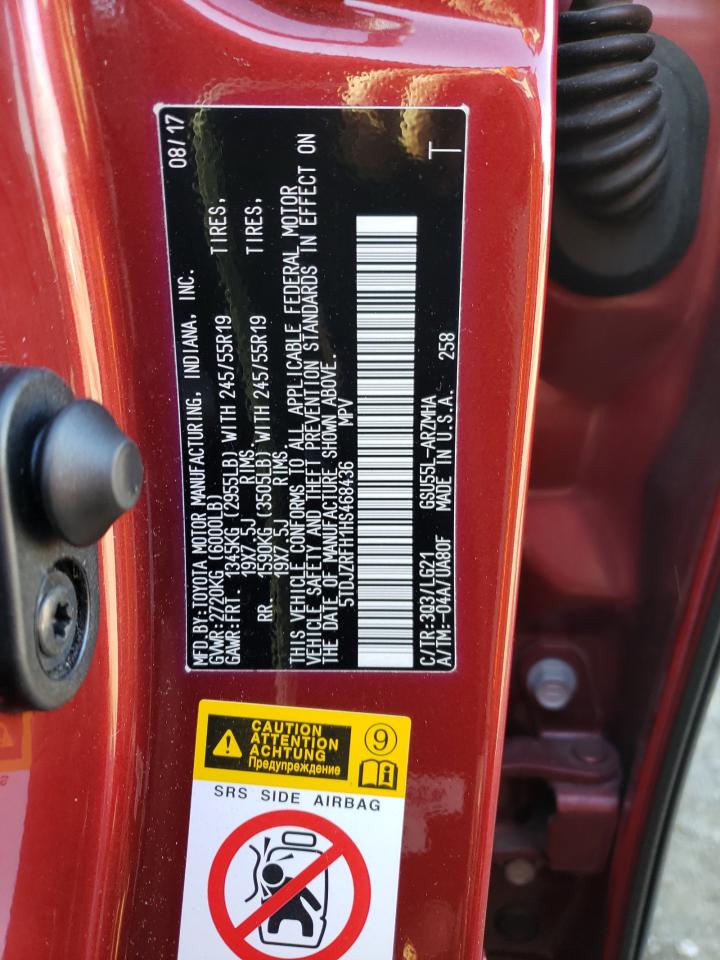 MFD.BY:TOYOTA MOTOR MANUFACTURING, INDIANA, INC. 08/17
GVWR:2720KG (6000LB)
GAWR:FRT. 1345KG (2955LB) WITH 245/55R19 TIRES,
19X7.5J RIMS
RR. 1590KG (3505LB) WITH 245/55R19 TIRES,
19X7.5J RIMS
THIS VEHICLE CONFORMS TO ALL APPLICABLE FEDERAL MOTOR
VEHICLE SAFETY AND THEFT PREVENTION STANDARDS IN EFFECT ON
THE DATE OF MANUFACTURE SHOWN ABOVE.
5TDJZRFH1HS468436 MPV
C/TR:3Q3/LG21 GSU55L-ARZMHA T
A/TM:-04A/UA80F MADE IN U.S.A. 258
CAUTION
ATTENTION
ACHTUNG
Предупреждение
9
SRS SIDE AIRBAG